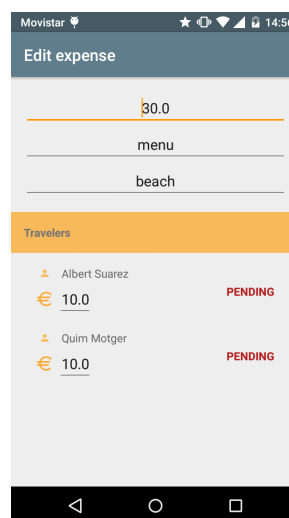 Movistar 14:56
Edit expense
30.0
menu
beach
Travelers
Albert Suarez
€ 10.0 PENDING
Quim Motger
€ 10.0 PENDING